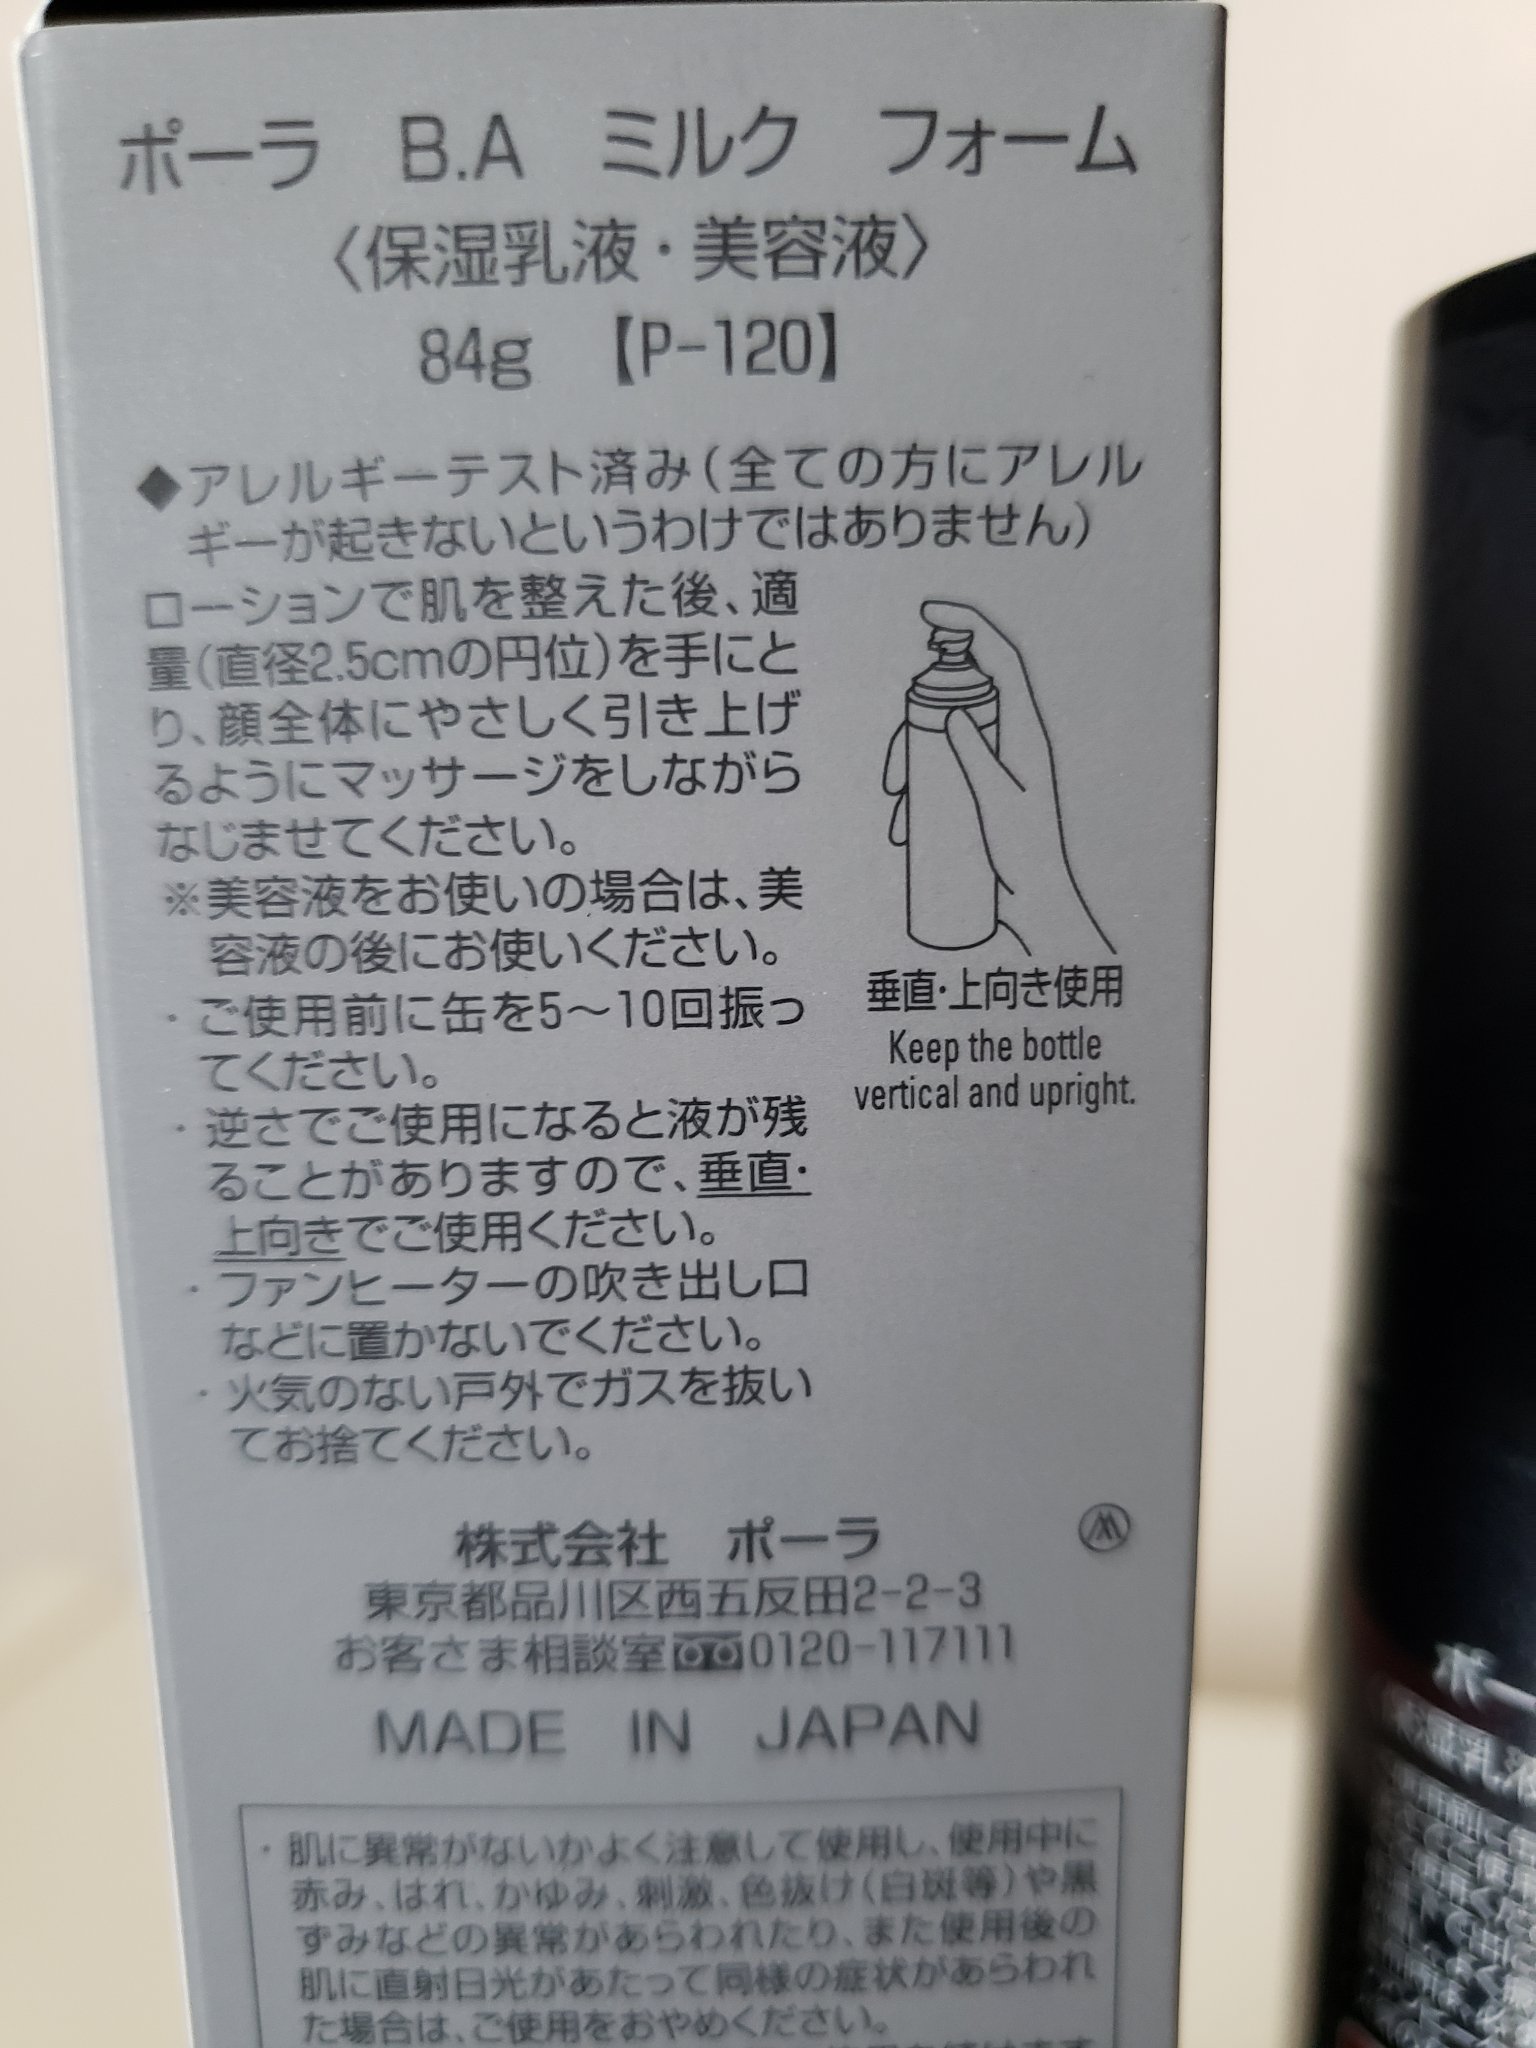 ポーラ B.A ミルク フォーム
〈保湿乳液・美容液〉
84g 【P-120】
◆アレルギーテスト済み(全ての方にアレル
ギーが起きないというわけではありません)
ローションで肌を整えた後、適
量(直径2.5cmの円位)を手にと
り、顔全体にやさしく引き上げ
るようにマッサージをしながら
なじませてください。
※美容液をお使いの場合は、美
容液の後にお使いください。
・ご使用前に缶を5〜10回振っ
てください。
・逆さでご使用になると液が残
ることがありますので、垂直・
上向きでご使用ください。
・ファンヒーターの吹き出し口
などに置かないでください。
・火気のない戸外でガスを抜い
てお捨てください。
垂直・上向き使用
Keep the bottle
vertical and upright.
株式会社 ポーラ
東京都品川区西五反田2-2-3
お客さま相談室0120-117111
MADE IN JAPAN
・肌に異常がないかよく注意して使用し、使用中に
赤み、はれ、かゆみ、刺激、色抜け(白斑等)や黒
ずみなどの異常があらわれたり、また使用後の
肌に直射日光があたって同様の症状があらわれ
た場合は、ご使用をおやめください。